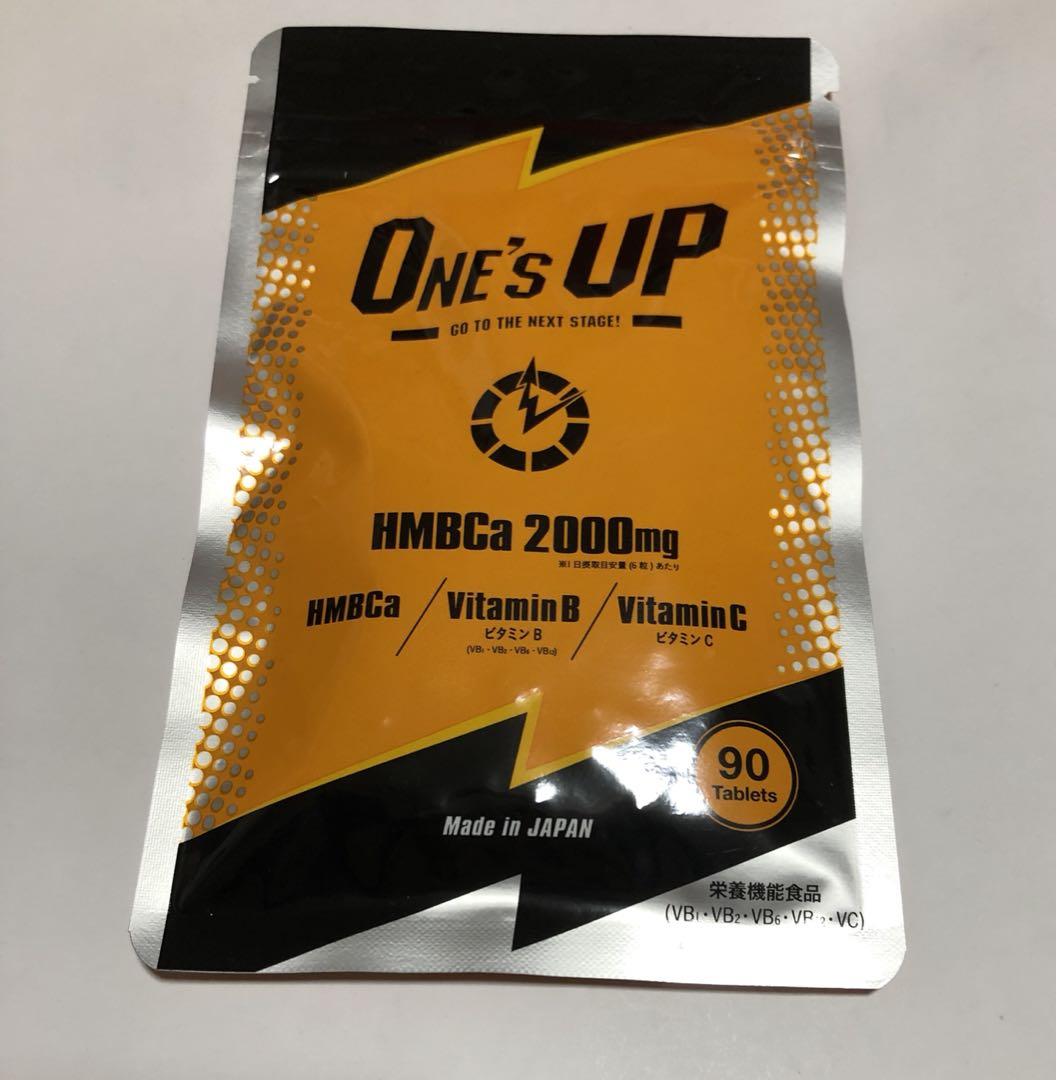 ONE'S UP
GO TO THE NEXT STAGE!
HMBCa 2000mg
※1日摂取目安量(6粒)あたり
HMBCa
Vitamin B
ビタミンB
(VB₁・VB₂・VB₆・VB₁₂)
Vitamin C
ビタミンC
90
Tablets
Made in JAPAN
栄養機能食品
(VB₁・VB₂・VB₆・VB₁₂・VC)